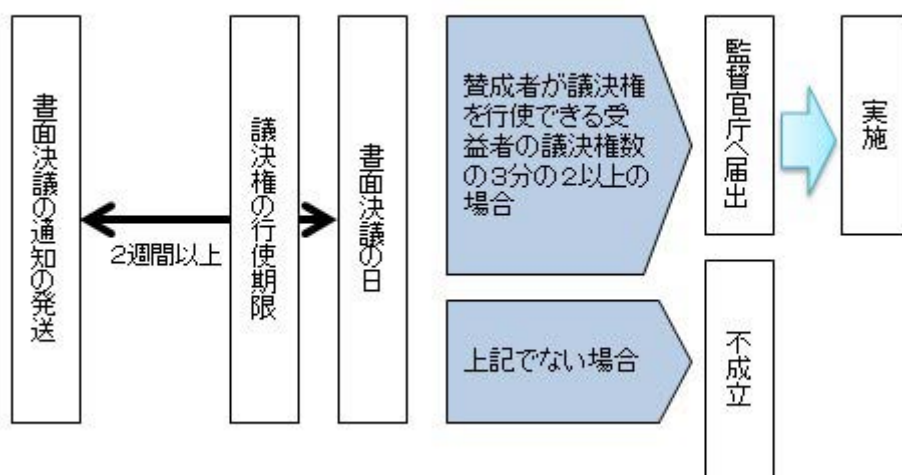 書面決議の通知の発送
2週間以上
議決権の行使期限
書面決議の日
賛成者が議決権
を行使できる受
益者の議決権数
の3分の2以上の
場合
監督官庁へ届出
実施
上記でない場合
不成立